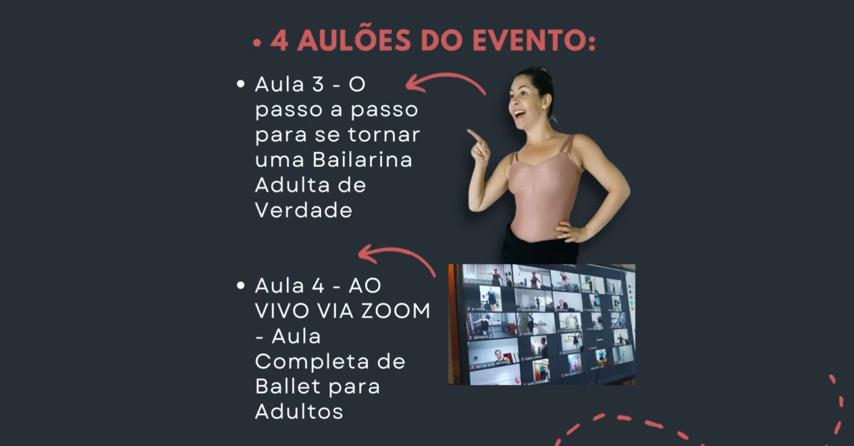 • 4 AULÕES DO EVENTO:
• Aula 3 - O
passo a passo
para se tornar
uma Bailarina
Adulta de
Verdade
• Aula 4 - AO
VIVO VIA ZOOM
- Aula
Completa de
Ballet para
Adultos